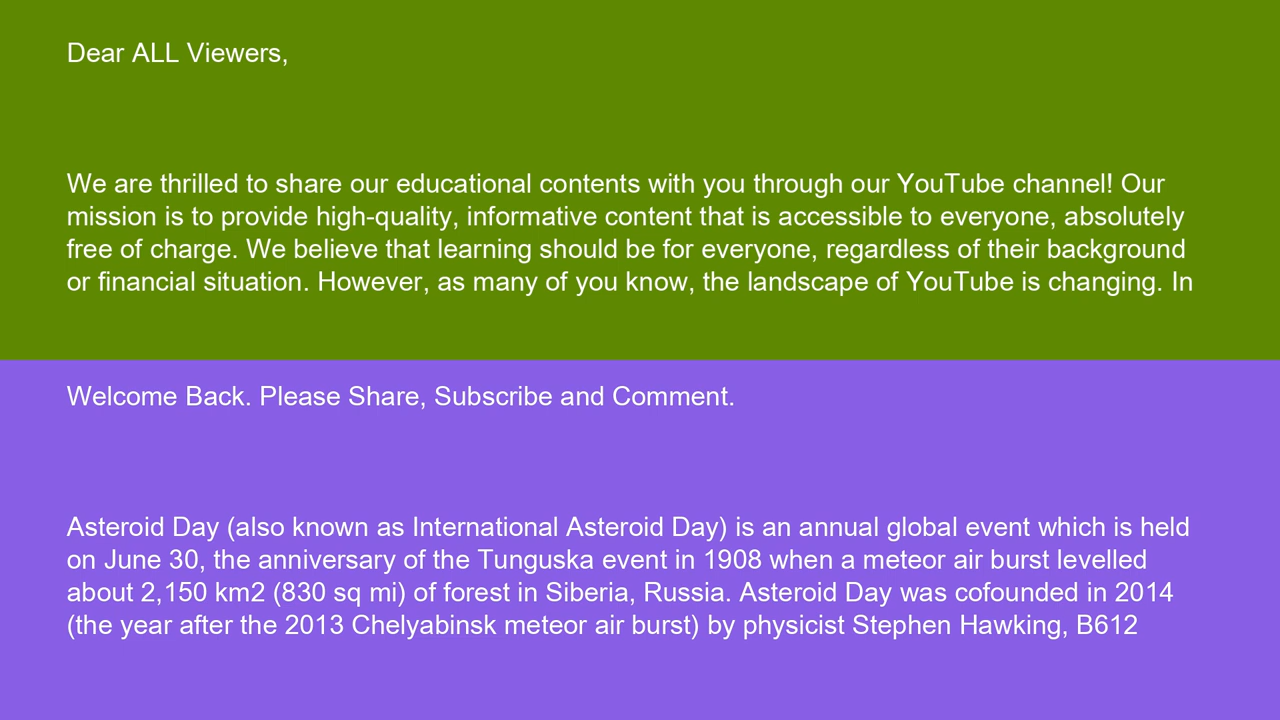 Dear ALL Viewers,
We are thrilled to share our educational contents with you through our YouTube channel! Our
mission is to provide high-quality, informative content that is accessible to everyone, absolutely
free of charge. We believe that learning should be for everyone, regardless of their background
or financial situation. However, as many of you know, the landscape of YouTube is changing. In
Welcome Back. Please Share, Subscribe and Comment.
Asteroid Day (also known as International Asteroid Day) is an annual global event which is held
on June 30, the anniversary of the Tunguska event in 1908 when a meteor air burst levelled
about 2,150 km2 (830 sq mi) of forest in Siberia, Russia. Asteroid Day was cofounded in 2014
(the year after the 2013 Chelyabinsk meteor air burst) by physicist Stephen Hawking, B612